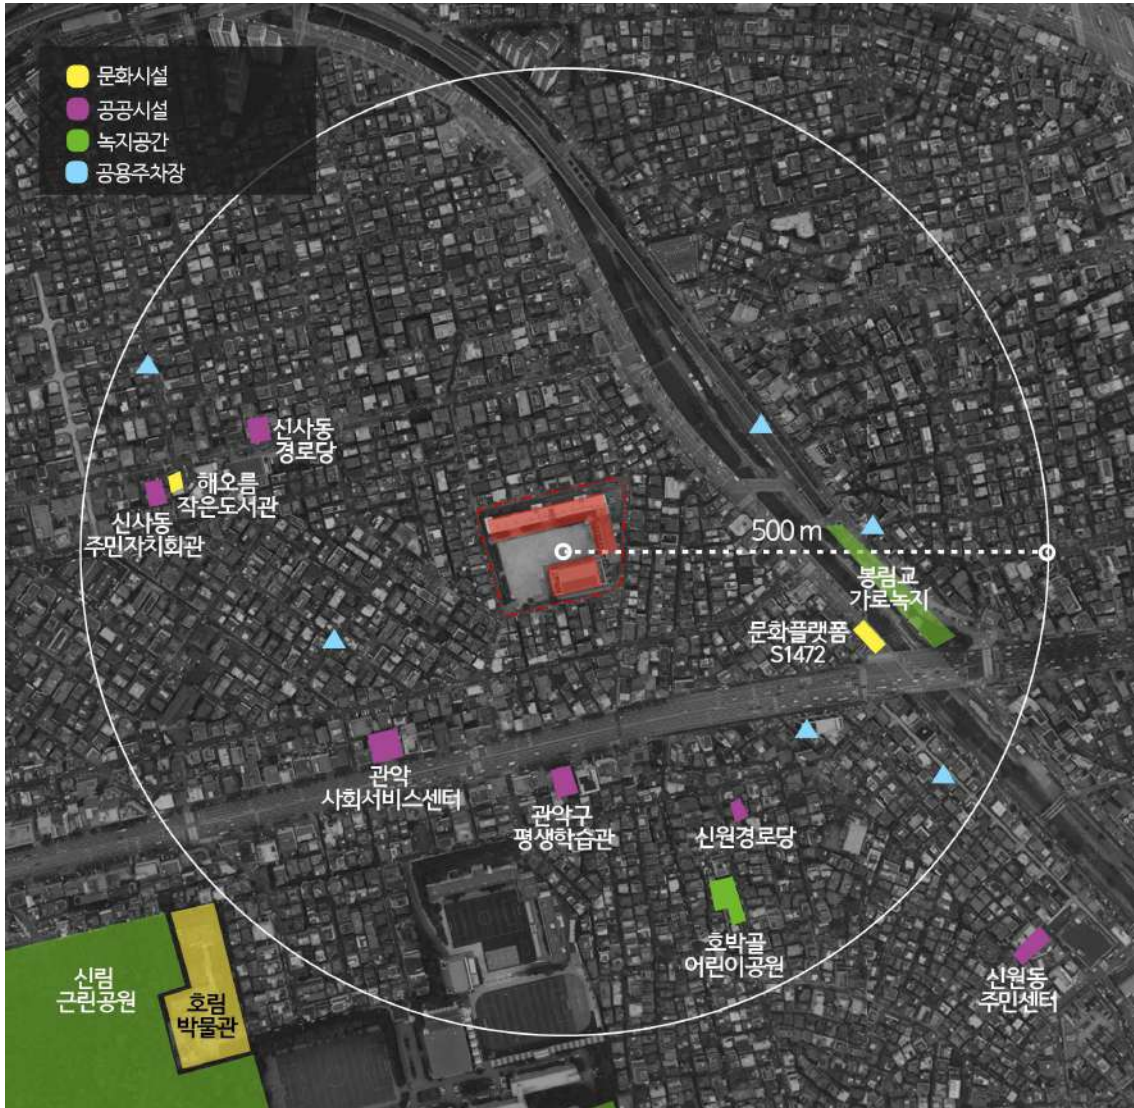 문화시설
공공시설
녹지공간
공용주차장
신사동
경로당
해오름
작은도서관
신사동
주민자치회관
500m
봉림교
가로녹지
문화플랫폼
S1472
관악
사회서비스센터
관악구
평생학습관
신원경로당
호박골
어린이공원
신림
근린공원
호림
박물관
신원동
주민센터